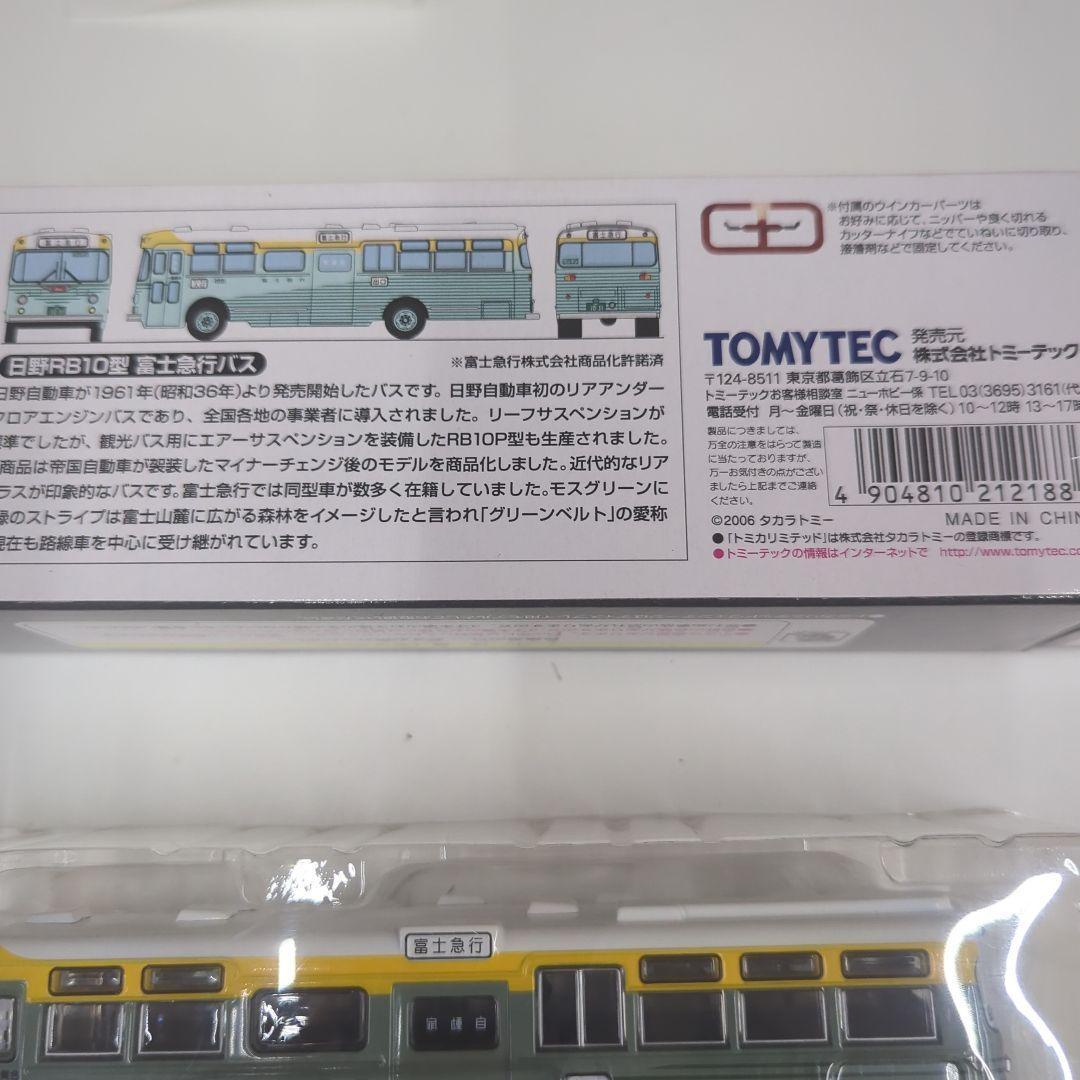 富士急行
富士急行
富士急行
出口
日野RB10型 富士急行バス
※富士急行株式会社商品化許諾済
日野自動車が1961年(昭和36年)より発売開始したバスです。日野自動車初のリアアンダー
フロアエンジンバスであり、全国各地の事業者に導入されました。リーフサスペンションが
標準でしたが、観光バス用にエアーサスペンションを装備したRB10P型も生産されました。
商品は帝国自動車が架装したマイナーチェンジ後のモデルを商品化しました。近代的なリア
ラスが印象的なバスです。富士急行では同型車が数多く在籍していました。モスグリーンに
緑のストライプは富士山麓に広がる森林をイメージしたと言われ「グリーンベルト」の愛称
現在も路線車を中心に受け継がれています。
※付属のウインカーパーツは
お好みに応じて、ニッパーや良く切れる
カッターナイフなどでていねいに切り取り、
接着剤などで固定してください。
TOMYTEC 発売元
株式会社トミーテック
〒124-8511 東京都葛飾区立石7-9-10
トミーテックお客様相談室 ニューホビー係 TEL 03(3695)3161(代
電話受付 月〜金曜日(祝・祭・休日を除く)10〜12時 13〜17時
製品につきましては、
万全の注意をはらって製造
に当たっておりますが、
万一お気付きの点がござい
ましたら上記までご連絡
ください。
4 904810 212188
©2006 タカラトミー
MADE IN CHIN
●「トミカリミテッド」は株式会社タカラトミーの登録商標です。
●トミーテックの情報はインターネットで http://www.tomytec.co
富士急行
家煙自